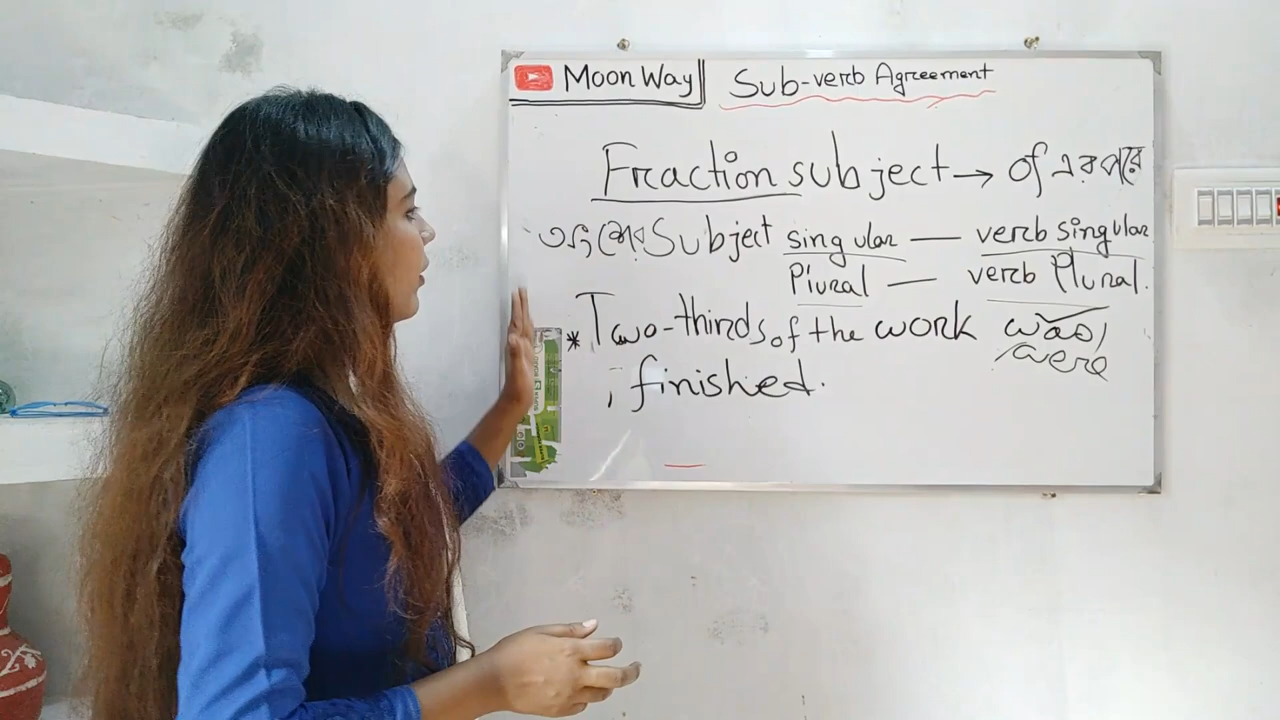 Moon Way
Sub-verb Agreement
Fraction subject → of এর পরে
Subject singular — verb singular
Plural — verb Plural.
* Two-thirds of the work was/
were
finished.